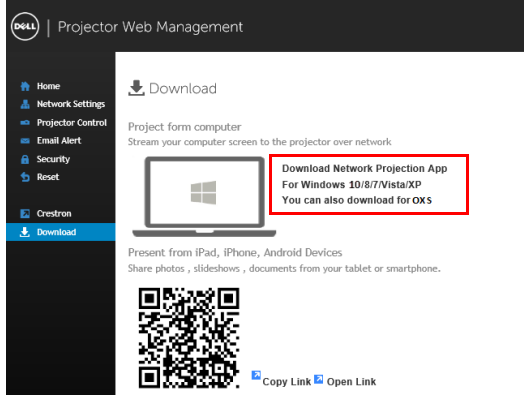 DELL
Projector Web Management
Home
Network Settings
Projector Control
Email Alert
Security
Reset
Crestron
Download
Download
Project form computer
Stream your computer screen to the projector over network
Download Network Projection App
For Windows 10/8/7/Vista/XP
You can also download for OXS
Present from iPad, iPhone, Android Devices
Share photos , slideshows , documents from your tablet or smartphone.
Copy Link Open Link